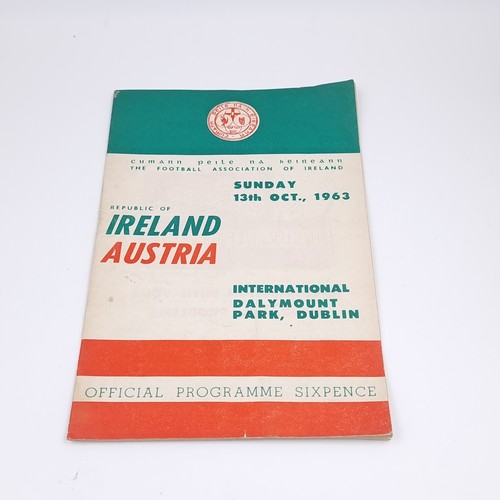 cumann peile na héireann
THE FOOTBALL ASSOCIATION OF IRELAND
SUNDAY
13th OCT., 1963
REPUBLIC OF
IRELAND
AUSTRIA
INTERNATIONAL
DALYMOUNT
PARK, DUBLIN
OFFICIAL PROGRAMME SIXPENCE